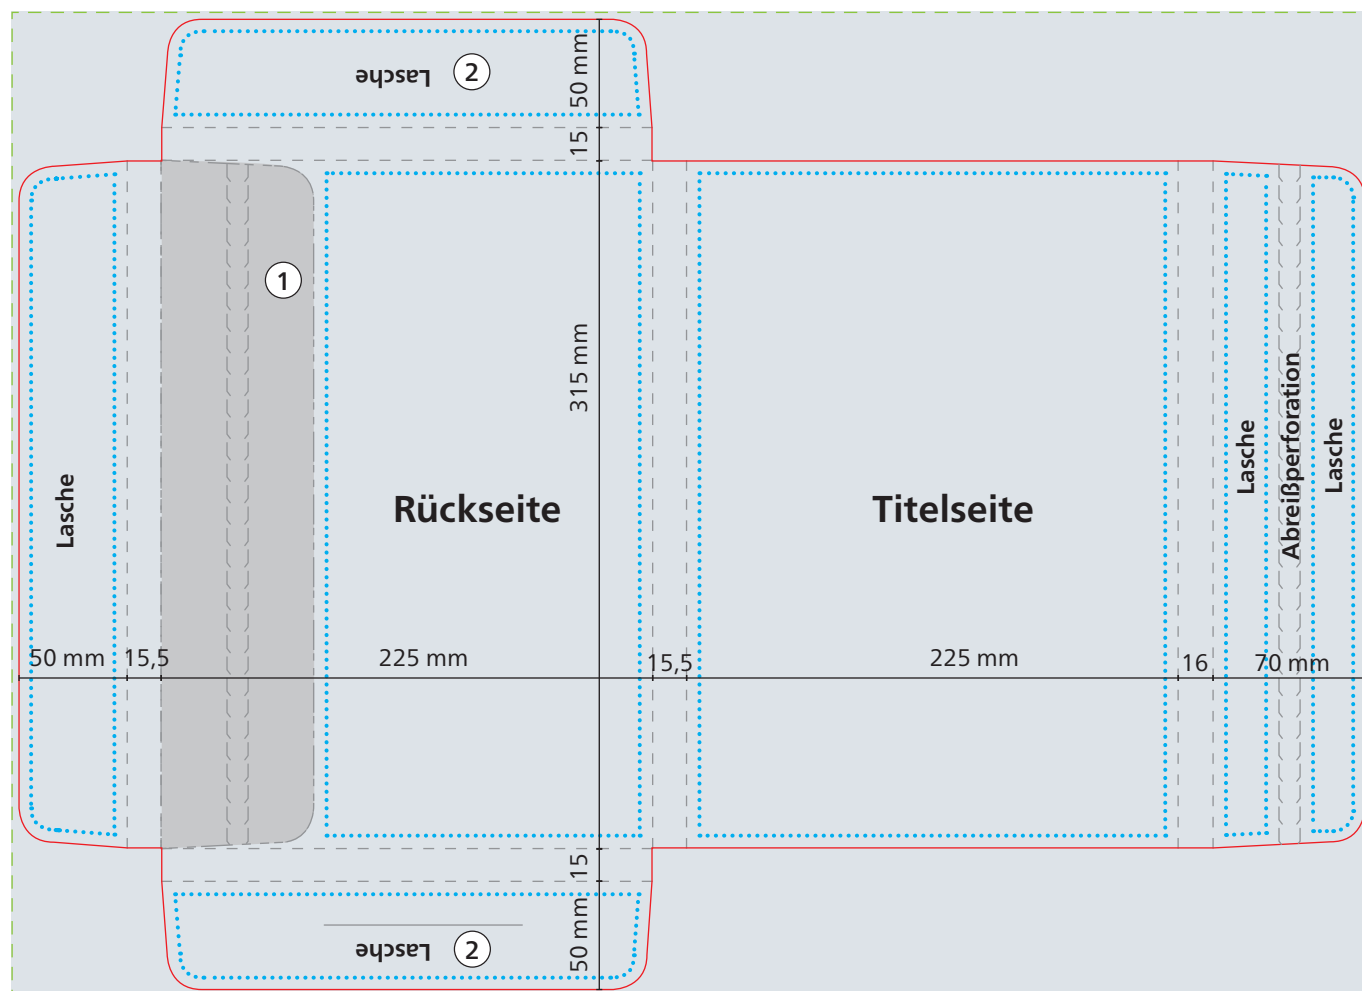 Lasche 2
50 mm
15
1
315 mm
Lasche
Rückseite
Titelseite
Lasche
Abreißperforation
Lasche
50 mm 15,5 225 mm 15,5 225 mm 16 70 mm
15
50 mm
Lasche 2